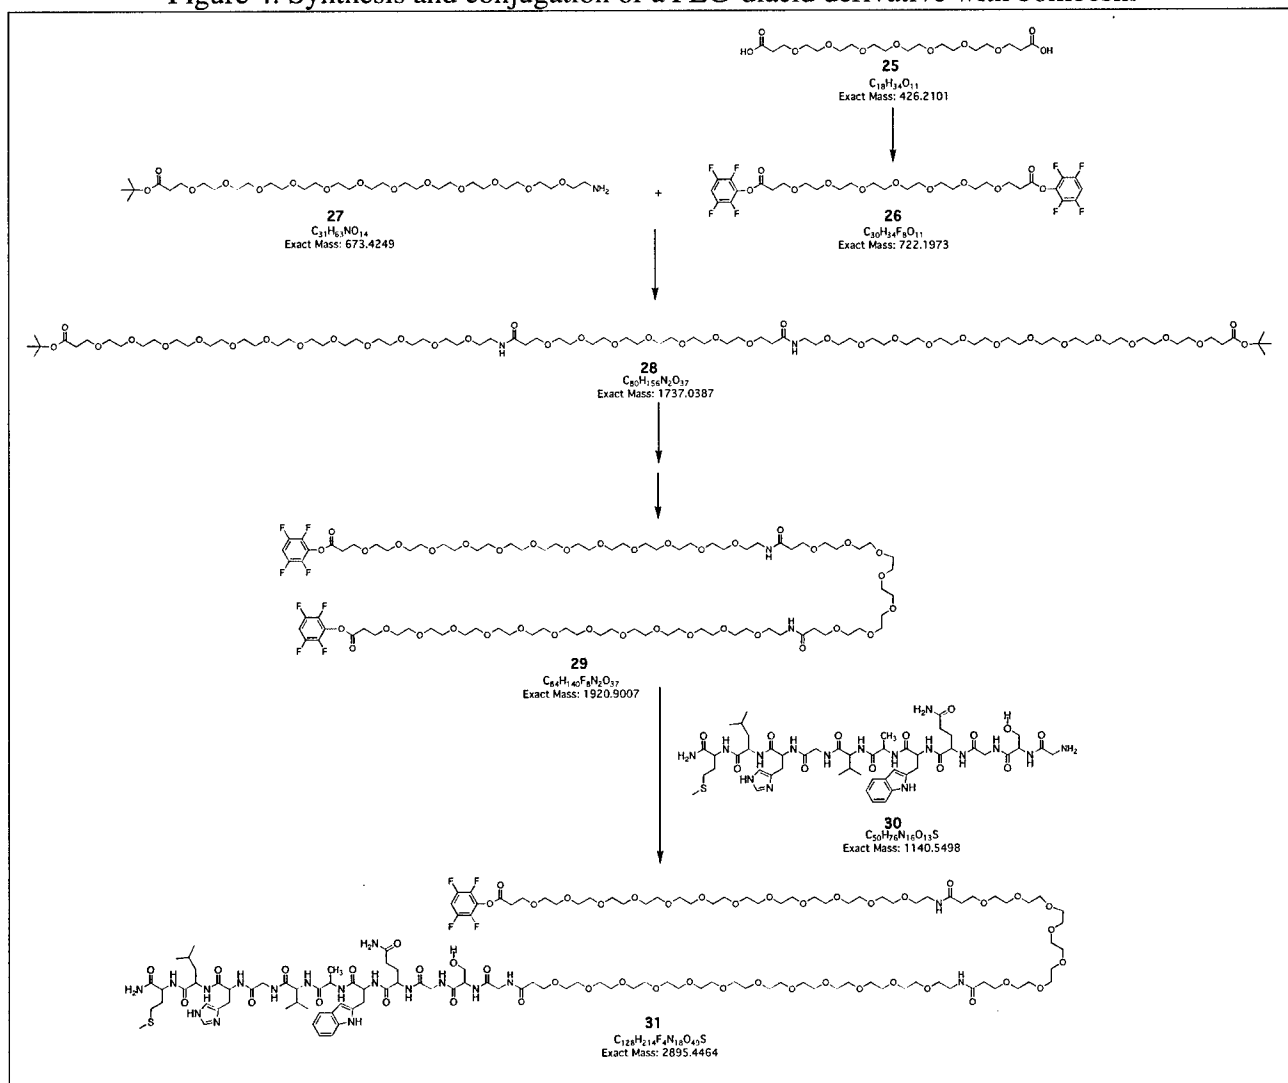 Figure 4. Synthesis and conjugation of a PEG-diacid derivative with
25
C₁₈H₃₄O₁₁
Exact Mass: 426.2101
27
C₃₁H₆₃NO₁₄
Exact Mass: 673.4249
+
26
C₃₀H₃₄F₈O₁₁
Exact Mass: 722.1973
28
C₈₀H₁₅₆N₂O₃₇
Exact Mass: 1737.0387
29
C₈₄H₁₄₀F₈N₂O₃₇
Exact Mass: 1920.9007
30
C₅₀H₇₆N₁₆O₁₃S
Exact Mass: 1140.5498
31
C₁₂₈H₂₁₄F₄N₁₈O₄₉S
Exact Mass: 2895.4464